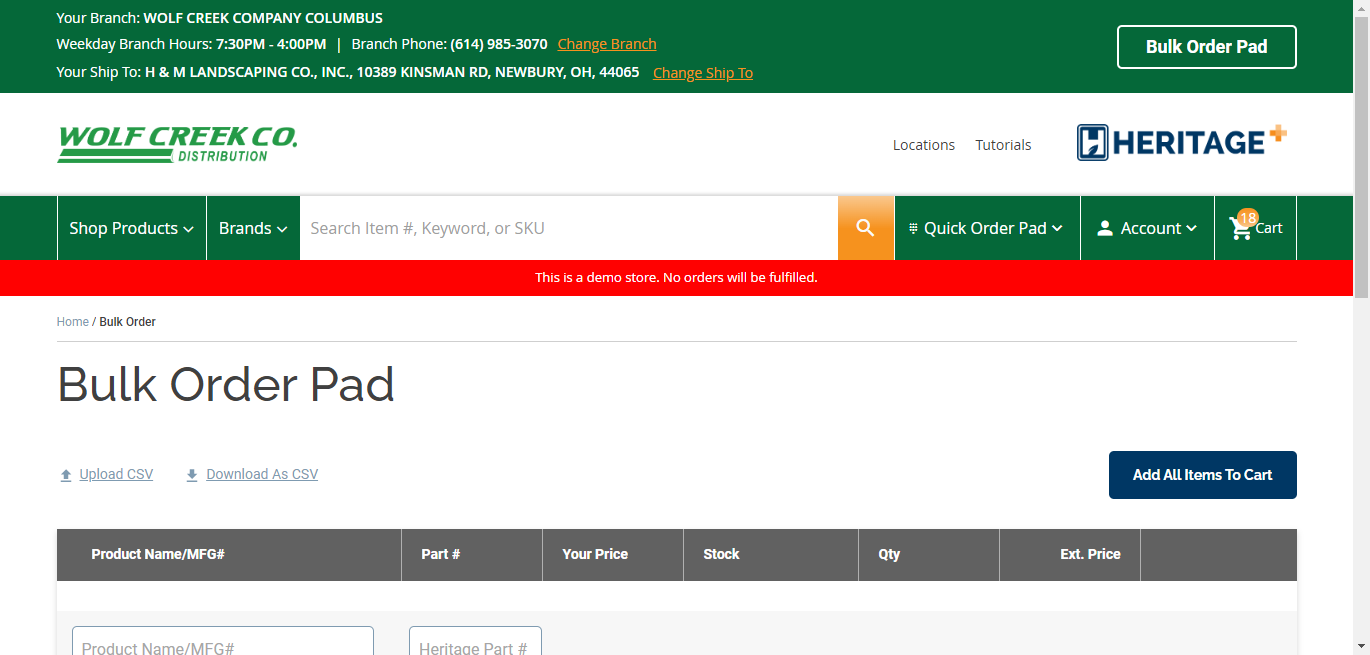 Your Branch: WOLF CREEK COMPANY COLUMBUS
Weekday Branch Hours: 7:30PM - 4:00PM | Branch Phone: (614) 985-3070 Change Branch
Your Ship To: H & M LANDSCAPING CO., INC., 10389 KINSMAN RD, NEWBURY, OH, 44065 Change Ship To
Bulk Order Pad
WOLF CREEK CO.
DISTRIBUTION
Locations Tutorials
HERITAGE+
Shop Products Brands Search Item #, Keyword, or SKU Quick Order Pad Account 18 Cart
This is a demo store. No orders will be fulfilled.
Home / Bulk Order
Bulk Order Pad
Upload CSV Download As CSV Add All Items To Cart
Product Name/MFG# Part # Your Price Stock Qty Ext. Price
Product Name/MFG# Heritage Part #